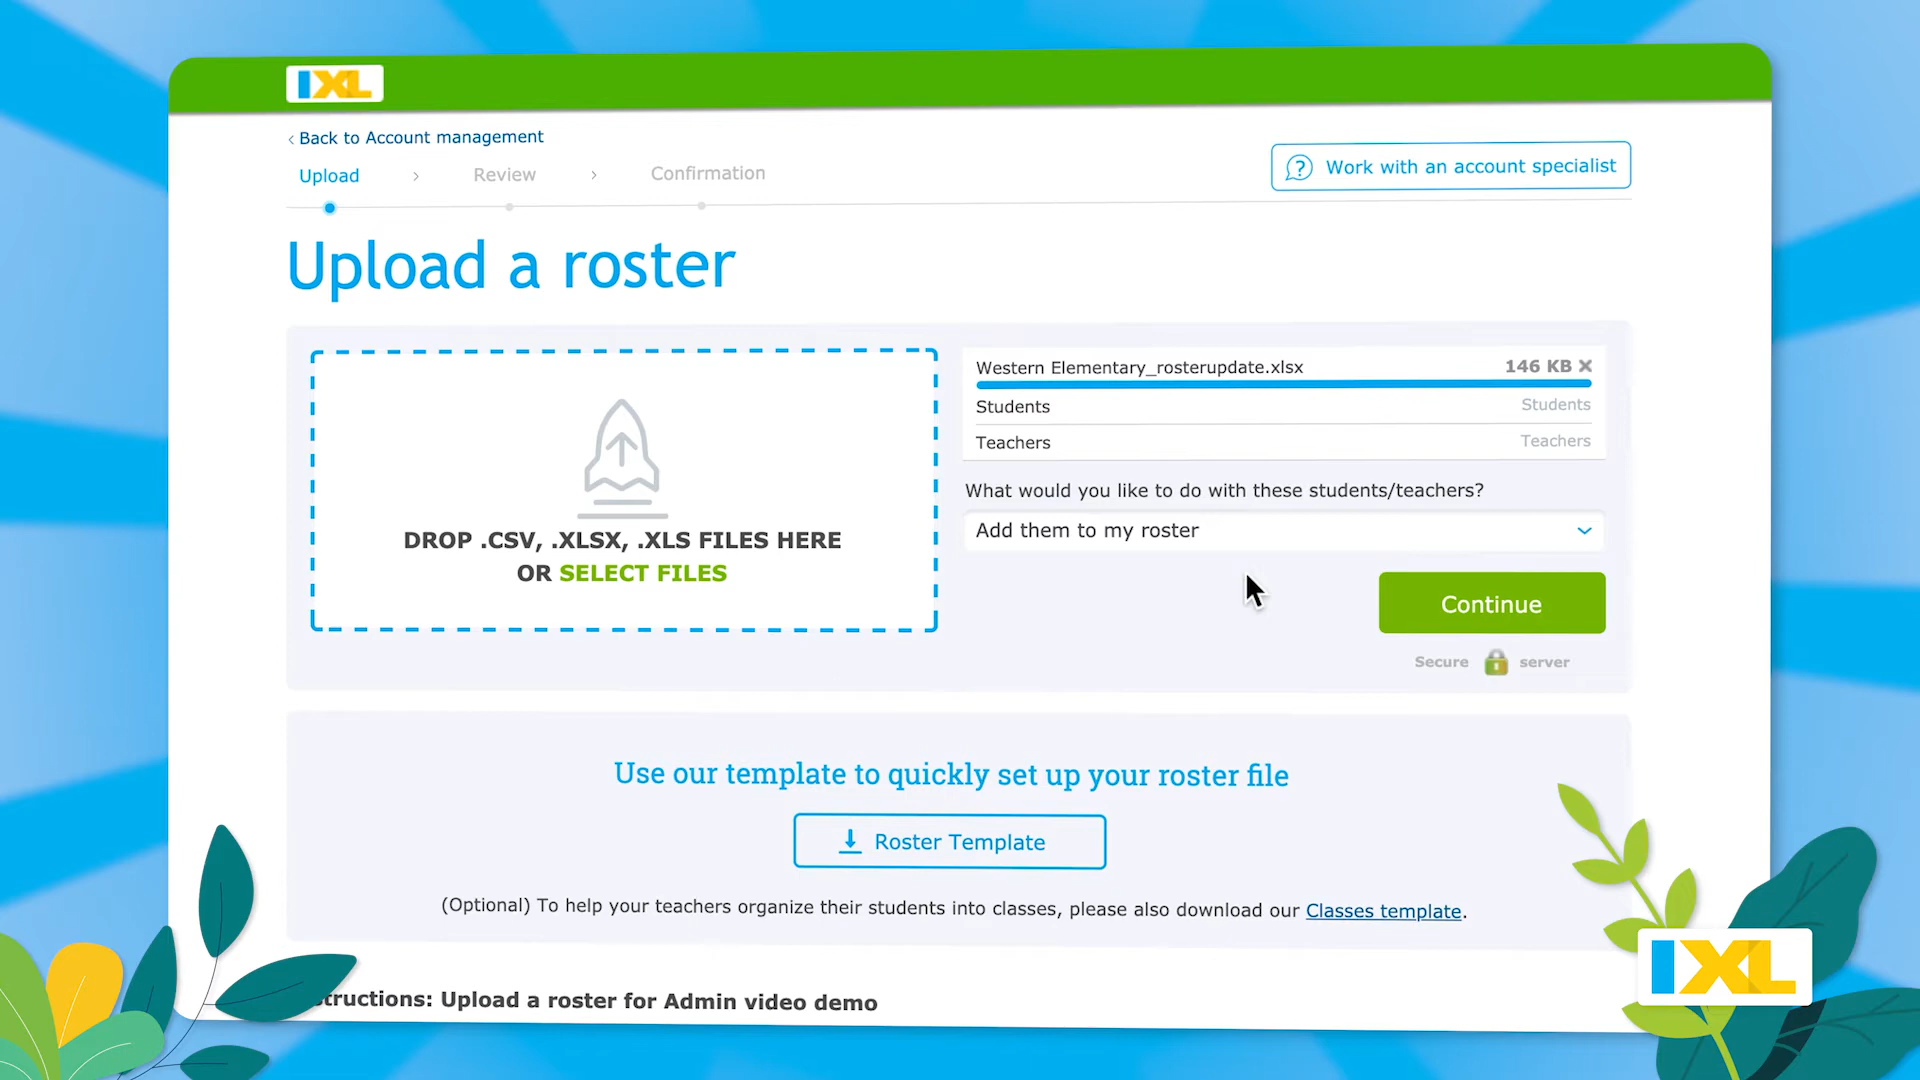 IXL
Back to Account management
Upload
Review
Confirmation
Work with an account specialist
Upload a roster
DROP .CSV, .XLSX, .XLS FILES HERE
OR SELECT FILES
Western Elementary_rosterupdate.xlsx 146 KB
Students Students
Teachers Teachers
What would you like to do with these students/teachers?
Add them to my roster
Continue
Secure server
Use our template to quickly set up your roster file
Roster Template
(Optional) To help your teachers organize their students into classes, please also download our Classes template.
structions: Upload a roster for Admin video demo
IXL